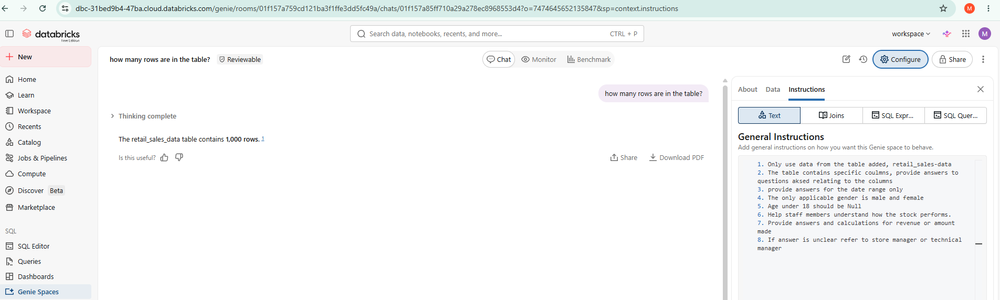 dbc-31bed9b4-47ba.cloud.databricks.com/genie/rooms/01f157a759cd121ba3f1ffe3dd5fc49a/chats/01f157a85ff710a29a278ec8968553d4?o=7474645652135847&sp=context.instructions
M
databricks
Free Edition
Search data, notebooks, recents, and more...
CTRL + P
workspace
M
New
Home
Learn
Workspace
Recents
Catalog
Jobs & Pipelines
Compute
Discover Beta
Marketplace
SQL
SQL Editor
Queries
Dashboards
Genie Spaces
how many rows are in the table?
Reviewable
Chat
Monitor
Benchmark
Configure
Share
how many rows are in the table?
Thinking complete
The retail_sales_data table contains 1,000 rows. 1
Is this useful?
Share
Download PDF
About
Data
Instructions
Text
Joins
SQL Expr...
SQL Quer...
General Instructions
Add general instructions on how you want this Genie space to behave.
1. Only use data from the table added, retail_sales-data
2. The table contains specific coulmns, provide answers to
questions aksed relating to the columns
3. provide answers for the date range only
4. The only applicable gender is male and female
5. Age under 18 should be Null
6. Help staff members understand how the stock performs.
7. Provide answers and calculations for revenue or amount
made
8. If answer is unclear refer to store manager or technical
manager